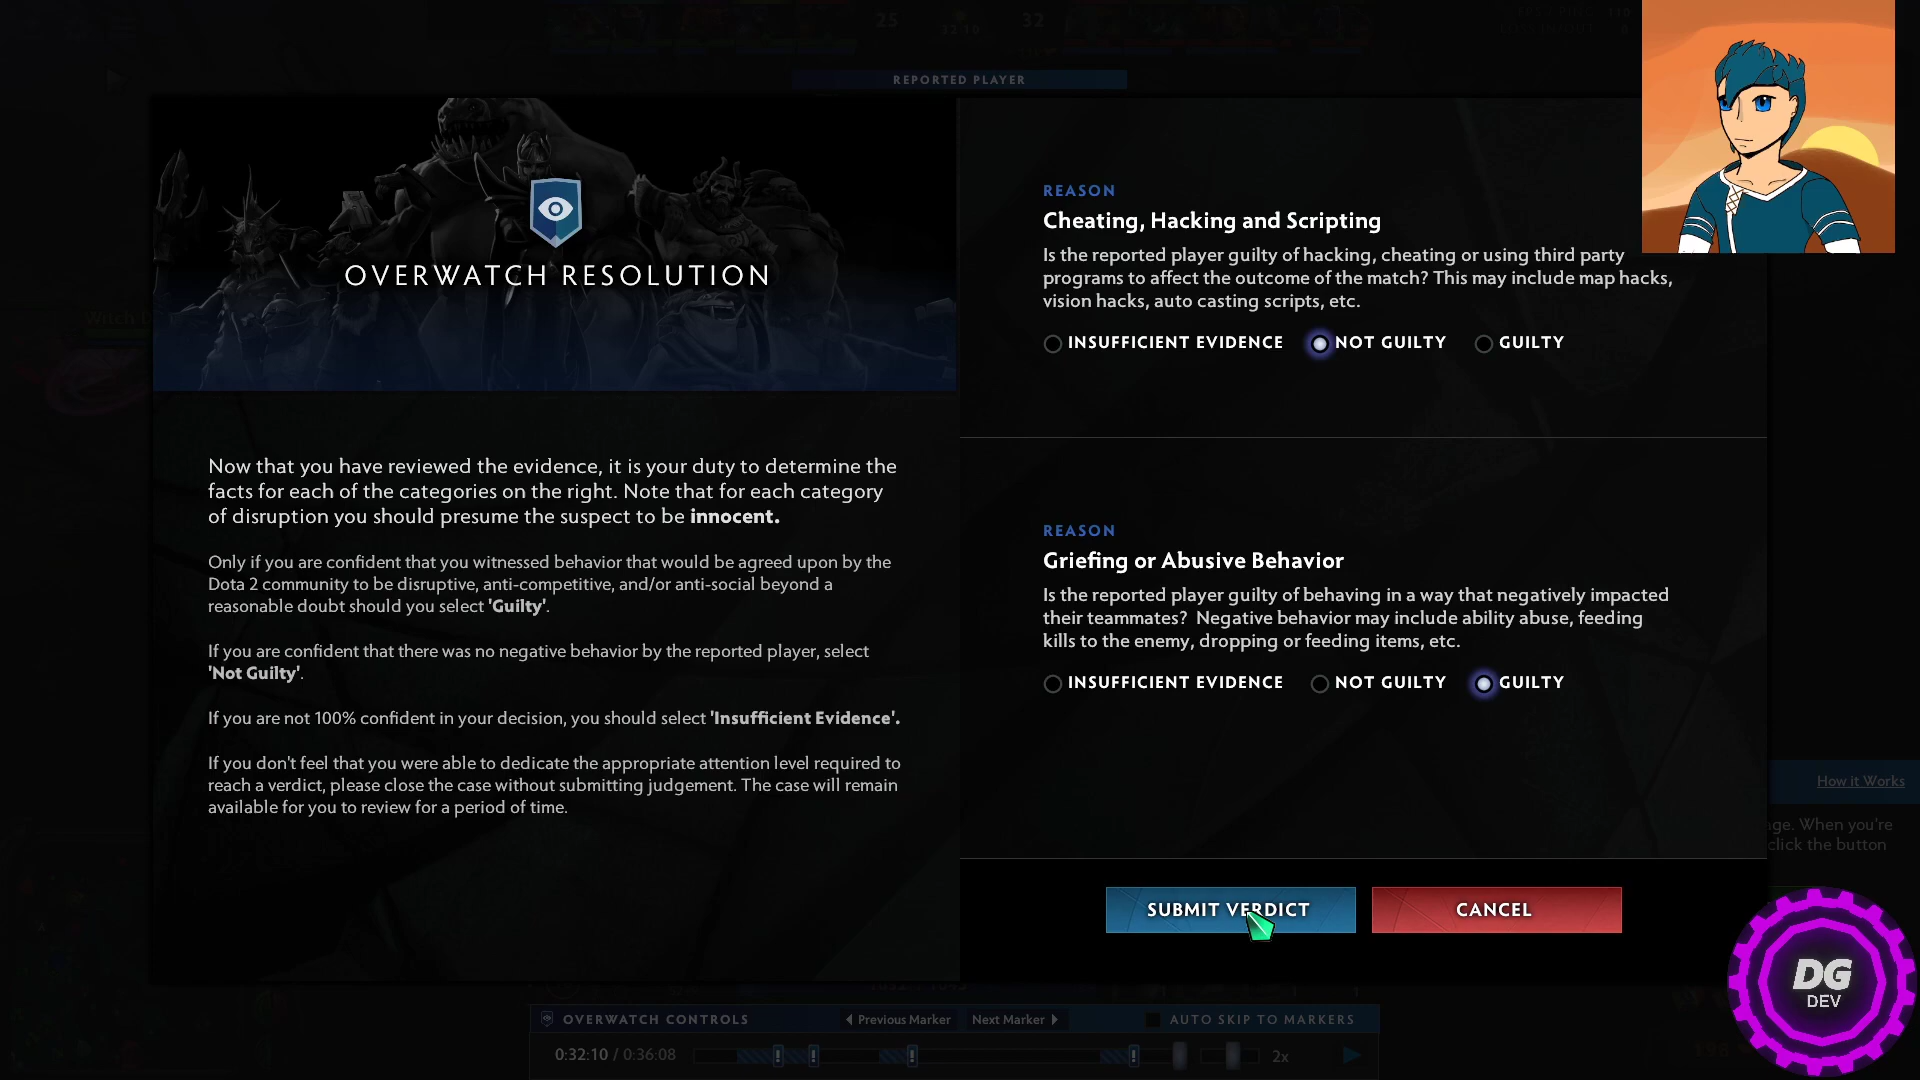 25 32
32:10
REPORTED PLAYER
OVERWATCH RESOLUTION
Now that you have reviewed the evidence, it is your duty to determine the
facts for each of the categories on the right. Note that for each category
of disruption you should presume the suspect to be innocent.
Only if you are confident that you witnessed behavior that would be agreed upon by the
Dota 2 community to be disruptive, anti-competitive, and/or anti-social beyond a
reasonable doubt should you select 'Guilty'.
If you are confident that there was no negative behavior by the reported player, select
'Not Guilty'.
If you are not 100% confident in your decision, you should select 'Insufficient Evidence'.
If you don't feel that you were able to dedicate the appropriate attention level required to
reach a verdict, please close the case without submitting judgement. The case will remain
available for you to review for a period of time.
REASON
Cheating, Hacking and Scripting
Is the reported player guilty of hacking, cheating or using third party
programs to affect the outcome of the match? This may include map hacks,
vision hacks, auto casting scripts, etc.
INSUFFICIENT EVIDENCE NOT GUILTY GUILTY
REASON
Griefing or Abusive Behavior
Is the reported player guilty of behaving in a way that negatively impacted
their teammates? Negative behavior may include ability abuse, feeding
kills to the enemy, dropping or feeding items, etc.
INSUFFICIENT EVIDENCE NOT GUILTY GUILTY
SUBMIT VERDICT CANCEL
How it Works
When you're
click the button
DG
DEV
OVERWATCH CONTROLS Previous Marker Next Marker AUTO SKIP TO MARKERS
0:32:10 / 0:36:08 2x